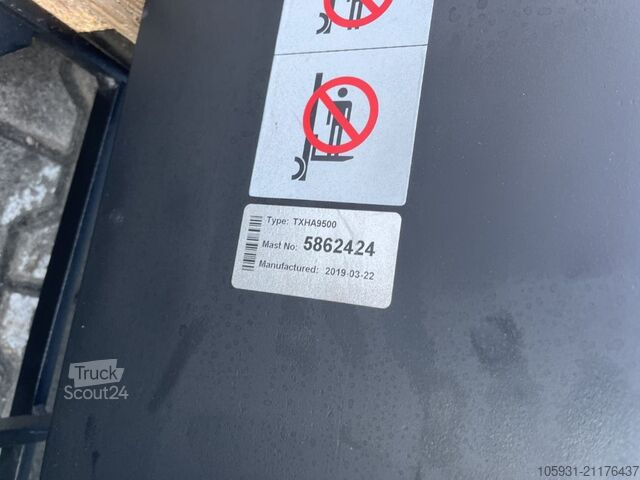 Type: TXHA9500
Mast No: 5862424
Manufactured: 2019-03-22
Truck
Scout24
105931-21176437